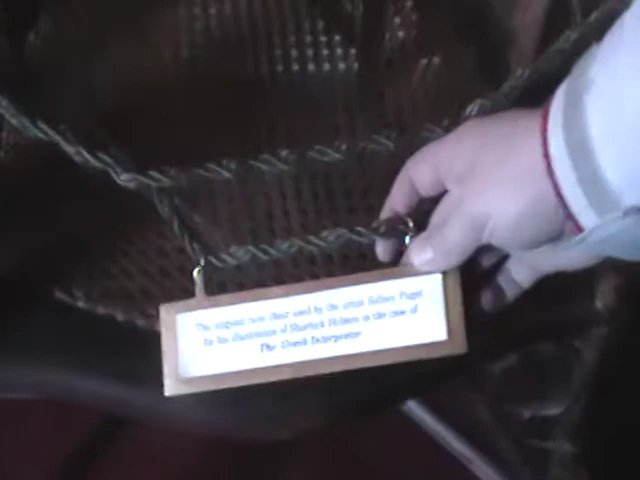 The original cane chair used by the artist Sidney Paget
for his illustrations of Sherlock Holmes in the case of
The Greek Interpreter